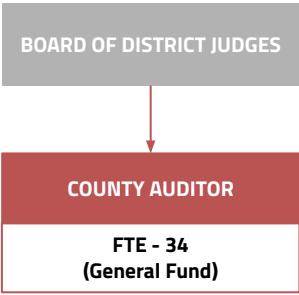 BOARD OF DISTRICT JUDGES
COUNTY AUDITOR
FTE - 34
(General Fund)